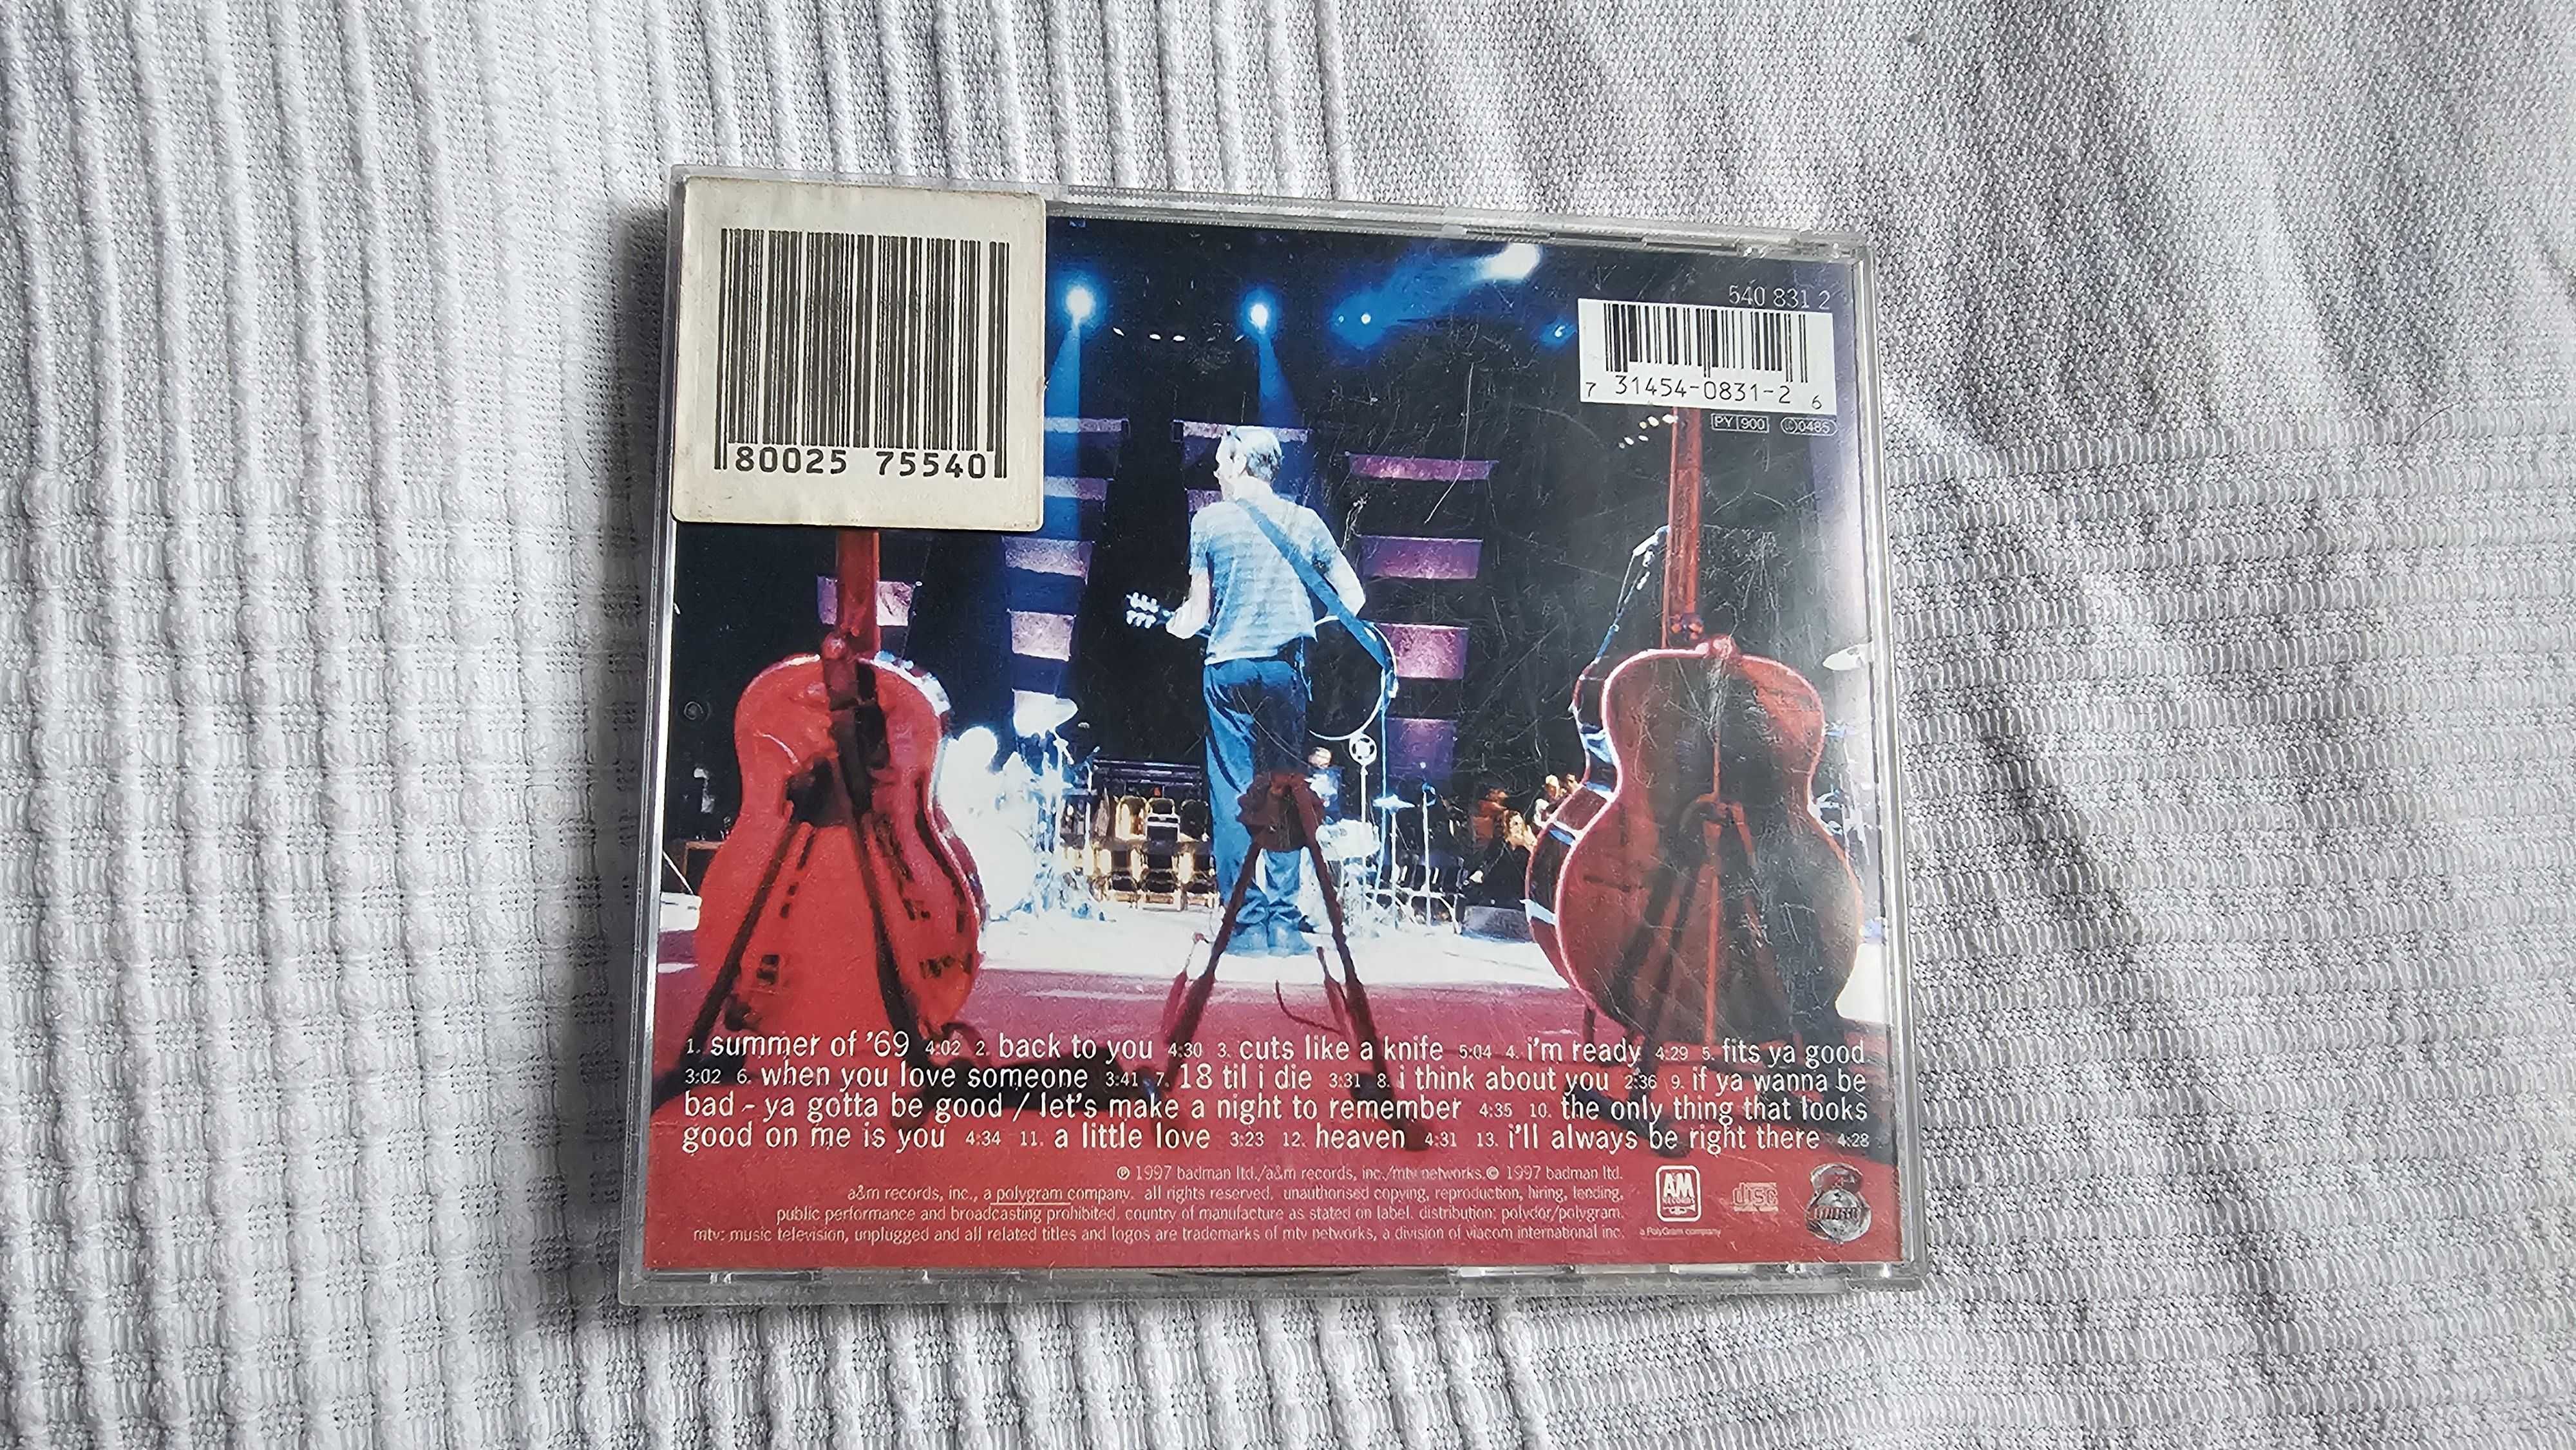 80025 75540
540 831 2
7 31454-0831-2 6
PY 900 LC 0485
1. summer of '69 4:02 2. back to you 4:30 3. cuts like a knife 5:04 4. i'm ready 4:29 5. fits ya good
3:02 6. when you love someone 3:41 7. 18 til i die 3:31 8. i think about you 2:36 9. if ya wanna be
bad - ya gotta be good / let's make a night to remember 4:35 10. the only thing that looks
good on me is you 4:34 11. a little love 3:23 12. heaven 4:31 13. i'll always be right there 4:28
℗ 1997 badman ltd./a&m records, inc./mtv networks. © 1997 badman ltd.
a&m records, inc., a polygram company. all rights reserved. unauthorised copying, reproduction, hiring, lending,
public performance and broadcasting prohibited. country of manufacture as stated on label. distribution: polydor/polygram.
mtv: music television, unplugged and all related titles and logos are trademarks of mtv networks, a division of viacom international inc.
A&M RECORDS
a PolyGram company
disc